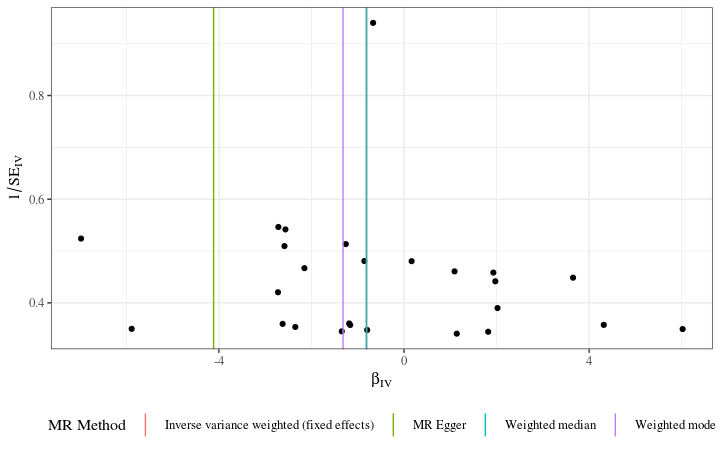 0.8
0.6
0.4
1/SE_IV
-4 0 4
β_IV
MR Method Inverse variance weighted (fixed effects) MR Egger Weighted median Weighted mode